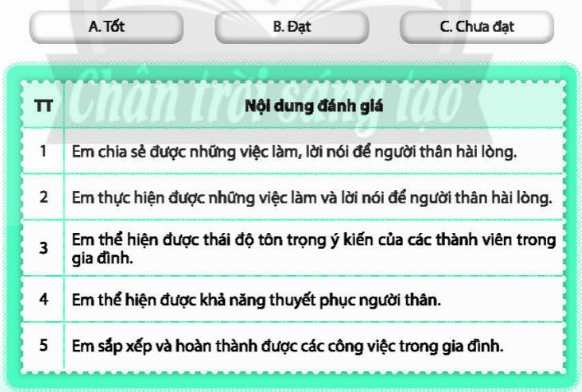 A. Tốt B. Đạt C. Chưa đạt
Chân trời sáng tạo
TT Nội dung đánh giá
1 Em chia sẻ được những việc làm, lời nói để người thân hài lòng.
2 Em thực hiện được những việc làm và lời nói để người thân hài lòng.
3 Em thể hiện được thái độ tôn trọng ý kiến của các thành viên trong
gia đình.
4 Em thể hiện được khả năng thuyết phục người thân.
5 Em sắp xếp và hoàn thành được các công việc trong gia đình.